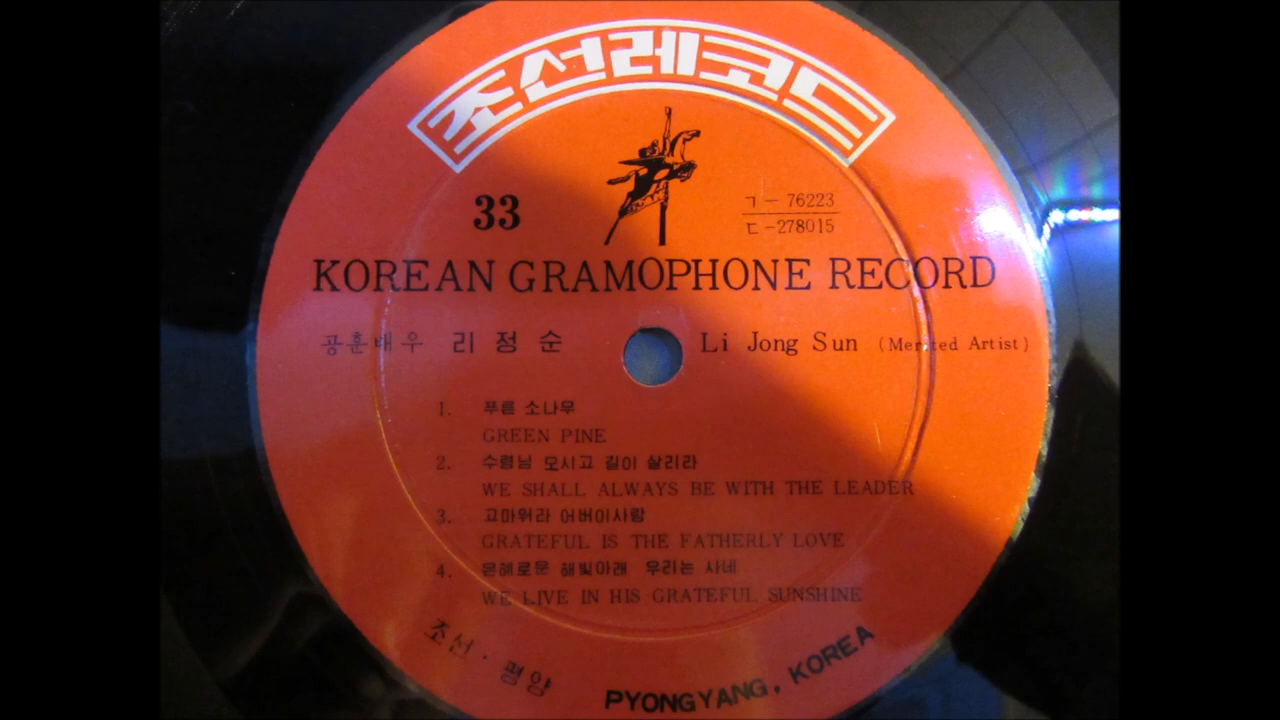 조선레코드
33
ㄱ-76223
ㄷ-278015
KOREAN GRAMOPHONE RECORD
공훈배우 리정순 Li Jong Sun (Merited Artist)
1. 푸른 소나무
GREEN PINE
2. 수령님 모시고 길이 살리라
WE SHALL ALWAYS BE WITH THE LEADER
3. 고마워라 어버이사랑
GRATEFUL IS THE FATHERLY LOVE
4. 은혜로운 해빛아래 우리는 사네
WE LIVE IN HIS GRATEFUL SUNSHINE
조선·평양
PYONGYANG, KOREA